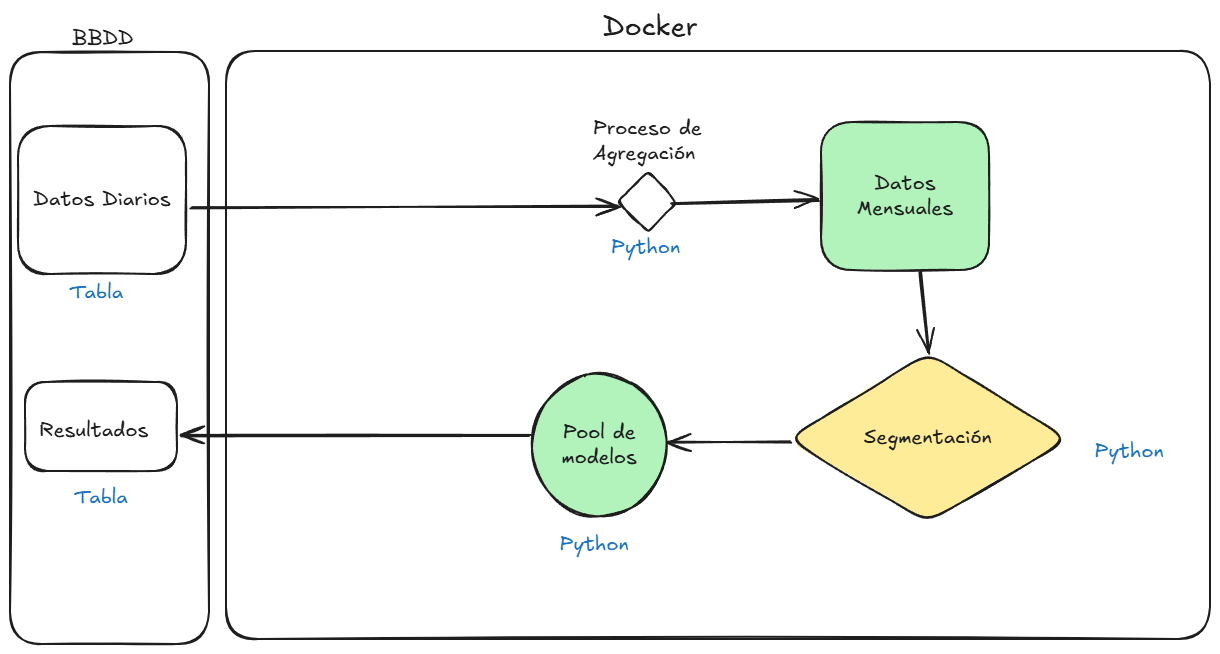 BBDD
Docker
Datos Diarios
Tabla
Proceso de
Agregación
Python
Datos
Mensuales
Resultados
Tabla
Pool de
modelos
Python
Segmentación
Python